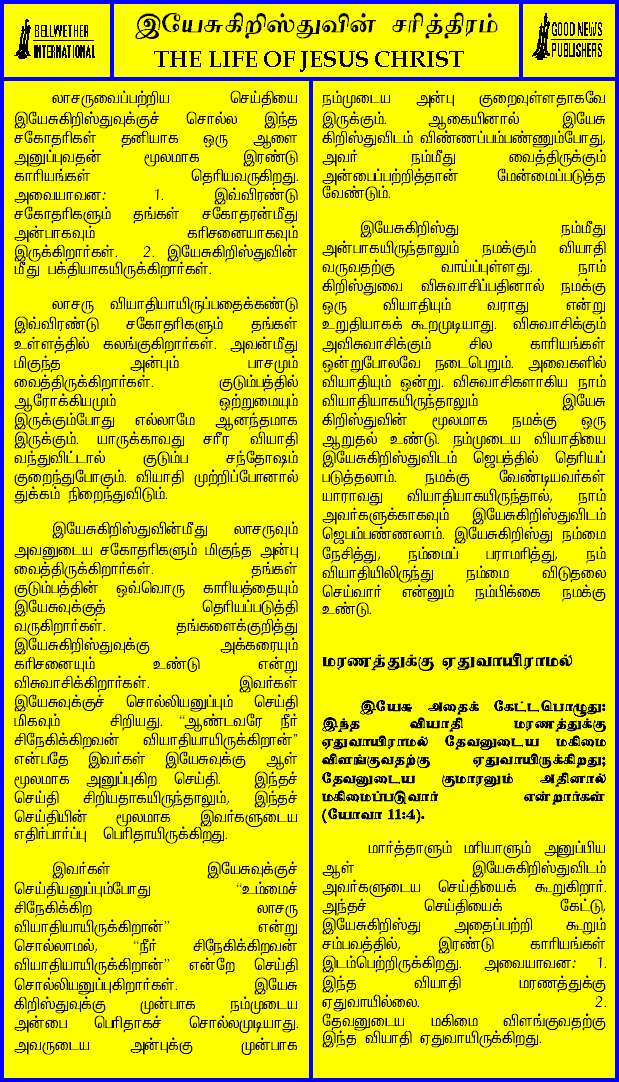 BELLWETHER
INTERNATIONAL
இயேசுகிறிஸ்துவின் சரித்திரம்
THE LIFE OF JESUS CHRIST
GOOD NEWS
PUBLISHERS
லாசருவைப்பற்றிய செய்தியை
இயேசுகிறிஸ்துவுக்குச் சொல்ல இந்த
சகோதரிகள் தனியாக ஒரு ஆளை
அனுப்புவதன் மூலமாக இரண்டு
காரியங்கள் தெரியவருகிறது.
அவையாவன: 1. இவ்விரண்டு
சகோதரிகளும் தங்கள் சகோதரன்மீது
அன்பாகவும் கரிசனையாகவும்
இருக்கிறார்கள். 2. இயேசுகிறிஸ்துவின்
மீது பக்தியாகயிருக்கிறார்கள்.
லாசரு வியாதியாயிருப்பதைக்கண்டு
இவ்விரண்டு சகோதரிகளும் தங்கள்
உள்ளத்தில் கலங்குகிறார்கள். அவன்மீது
மிகுந்த அன்பும் பாசமும்
வைத்திருக்கிறார்கள். குடும்பத்தில்
ஆரோக்கியமும் ஒற்றுமையும்
இருக்கும்போது எல்லாமே ஆனந்தமாக
இருக்கும். யாருக்காவது சரீர வியாதி
வந்துவிட்டால் குடும்ப சந்தோஷம்
குறைந்துபோகும். வியாதி முற்றிப்போனால்
துக்கம் நிறைந்துவிடும்.
இயேசுகிறிஸ்துவின்மீது லாசருவும்
அவனுடைய சகோதரிகளும் மிகுந்த அன்பு
வைத்திருக்கிறார்கள். தங்கள்
குடும்பத்தின் ஒவ்வொரு காரியத்தையும்
இயேசுவுக்குத் தெரியப்படுத்தி
வருகிறார்கள். தங்களைக்குறித்து
இயேசுகிறிஸ்துவுக்கு அக்கரையும்
கரிசனையும் உண்டு என்று
விசுவாசிக்கிறார்கள். இவர்கள்
இயேசுவுக்குச் சொல்லியனுப்பும் செய்தி
மிகவும் சிறியது. “ஆண்டவரே நீர்
சிநேகிக்கிறவன் வியாதியாயிருக்கிறான்”
என்பதே இவர்கள் இயேசுவுக்கு ஆள்
மூலமாக அனுப்புகிற செய்தி. இந்தச்
செய்தி சிறியதாகயிருந்தாலும், இந்தச்
செய்தியின் மூலமாக இவர்களுடைய
எதிர்பார்ப்பு பெரிதாயிருக்கிறது.
இவர்கள் இயேசுவுக்குச்
செய்தியனுப்பும்போது “உம்மைச்
சிநேகிக்கிற லாசரு
வியாதியாயிருக்கிறான்” என்று
சொல்லாமல், “நீர் சிநேகிக்கிறவன்
வியாதியாயிருக்கிறான்” என்றே செய்தி
சொல்லியனுப்புகிறார்கள். இயேசு
கிறிஸ்துவுக்கு முன்பாக நம்முடைய
அன்பை பெரிதாகச் சொல்லமுடியாது.
அவருடைய அன்புக்கு முன்பாக
நம்முடைய அன்பு குறைவுள்ளதாகவே
இருக்கும். ஆகையினால் இயேசு
கிறிஸ்துவிடம் விண்ணப்பம்பண்ணும்போது,
அவர் நம்மீது வைத்திருக்கும்
அன்பைப்பற்றித்தான் மேன்மைப்படுத்த
வேண்டும்.
இயேசுகிறிஸ்து நம்மீது
அன்பாகயிருந்தாலும் நமக்கும் வியாதி
வருவதற்கு வாய்ப்புள்ளது. நாம்
கிறிஸ்துவை விசுவாசிப்பதினால் நமக்கு
ஒரு வியாதியும் வராது என்று
உறுதியாகக் கூறமுடியாது. விசுவாசிக்கும்
அவிசுவாசிக்கும் சில காரியங்கள்
ஒன்றுபோலவே நடைபெறும். அவைகளில்
வியாதியும் ஒன்று. விசுவாசிகளாகிய நாம்
வியாதியாகயிருந்தாலும் இயேசு
கிறிஸ்துவின் மூலமாக நமக்கு ஒரு
ஆறுதல் உண்டு. நம்முடைய வியாதியை
இயேசுகிறிஸ்துவிடம் ஜெபத்தில் தெரியப்
படுத்தலாம். நமக்கு வேண்டியவர்கள்
யாராவது வியாதியாகயிருந்தால், நாம்
அவர்களுக்காகவும் இயேசுகிறிஸ்துவிடம்
ஜெபம்பண்ணலாம். இயேசுகிறிஸ்து நம்மை
நேசித்து, நம்மைப் பராமரித்து, நம்
வியாதியிலிருந்து நம்மை விடுதலை
செய்வார் என்னும் நம்பிக்கை நமக்கு
உண்டு.
மரணத்துக்கு ஏதுவாயிராமல்
இயேசு அதைக் கேட்டபொழுது:
இந்த வியாதி மரணத்துக்கு
ஏதுவாயிராமல் தேவனுடைய மகிமை
விளங்குவதற்கு ஏதுவாயிருக்கிறது;
தேவனுடைய குமாரனும் அதினால்
மகிமைப்படுவார் என்றார்கள்
(யோவா 11:4).
மார்த்தாளும் மரியாளும் அனுப்பிய
ஆள் இயேசுகிறிஸ்துவிடம்
அவர்களுடைய செய்தியைக் கூறுகிறார்.
அந்தச் செய்தியைக் கேட்டு,
இயேசுகிறிஸ்து அதைப்பற்றி கூறும்
சம்பவத்தில், இரண்டு காரியங்கள்
இடம்பெற்றிருக்கிறது. அவையாவன: 1.
இந்த வியாதி மரணத்துக்கு
ஏதுவாயில்லை. 2.
தேவனுடைய மகிமை விளங்குவதற்கு
இந்த வியாதி ஏதுவாயிருக்கிறது.